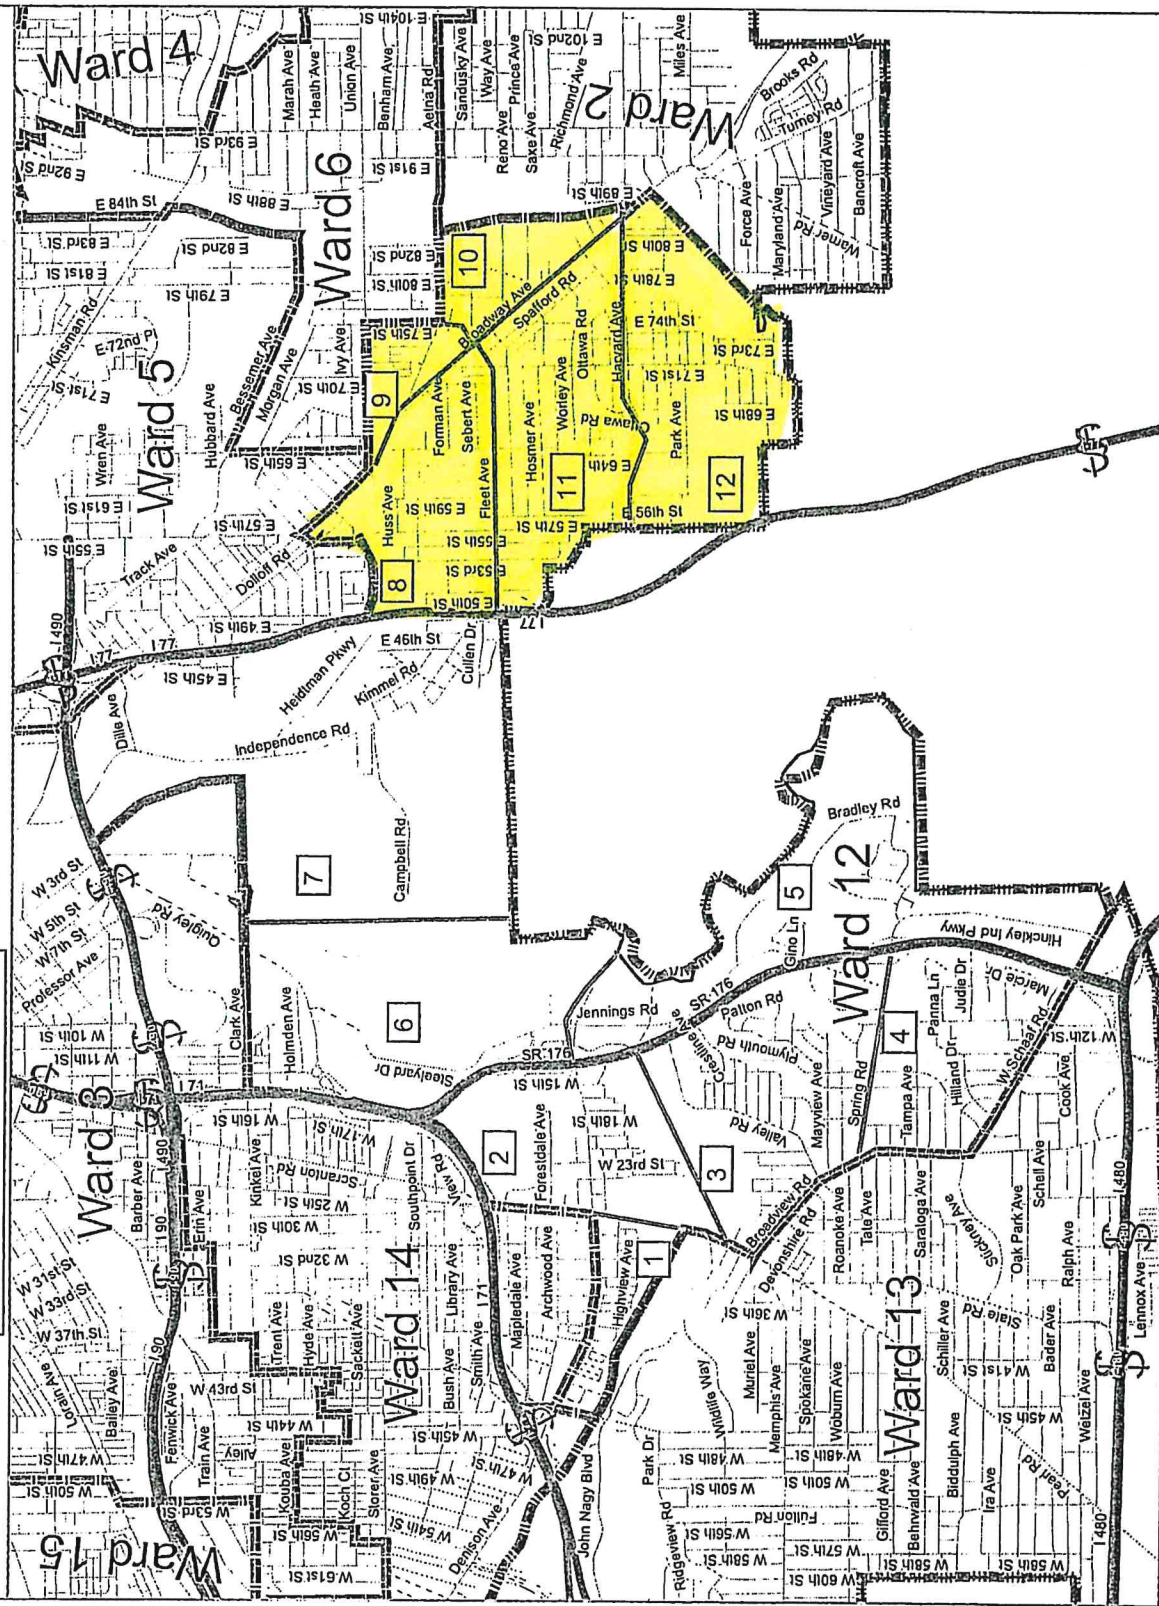 Ward 4
Ward 5
Ward 6
Ward 2
Ward 3
Ward 14
Ward 15
Ward 13
Ward 12
1
2
3
4
5
6
7
8
9
10
11
12
E 104th St
Marah Ave
Heath Ave
Union Ave
Benham Ave
Aetna Rd
Sandusky Ave
Way Ave
Prince Ave
E 102nd St
Reno Ave
Saxe Ave
Richmond Ave
Miles Ave
Brooks Rd
Turney Rd
E 93rd St
E 92nd St
E 91st St
E 89th St
E 88th St
E 84th St
E 83rd St
E 82nd St
E 82nd St
E 81st St
E 80th St
E 80th St
E 79th St
E 78th St
Force Ave
Maryland Ave
Vineyard Ave
Bancroft Ave
Warner Rd
Kinsman Rd
E 72nd Pl
E 71st St
Bessemer Ave
Morgan Ave
Hubbard Ave
Ivy Ave
E 70th St
E 75th St
Broadway Ave
Spafford Rd
E 74th St
E 73rd St
E 71st St
E 68th St
Harvard Ave
Ottawa Rd
Ottawa Rd
Worley Ave
Hosmer Ave
Forman Ave
Sebert Ave
Fleet Ave
Park Ave
E 64th St
E 65th St
Wren Ave
E 61st St
E 59th St
E 57th St
E 57th St
E 56th St
E 55th St
E 55th St
E 53rd St
E 50th St
Huss Ave
Track Ave
Dolloff Rd
E 49th St
I 490
I 77
I 77
I 77
E 45th St
E 46th St
Heidtman Pkwy
Kimmel Rd
Cullen Dr
Dille Ave
Independence Rd
Campbell Rd
W 3rd St
W 5th St
W 7th St
Professor Ave
Quigley Rd
W 10th St
W 11th St
Clark Ave
Holmden Ave
Steelyard Dr
I 71
I 490
I 90
I 90
Barber Ave
Erin Ave
W 16th St
W 17th St
Kinkel Ave
Scranton Rd
W 25th St
W 30th St
W 32nd St
Southpoint Dr
View Rd
Library Ave
I 71
Bush Ave
Smith Ave
Mapledale Ave
Archwood Ave
Forestdale Ave
W 15th St
SR 176
W 18th St
W 23rd St
Jennings Rd
Crestline Ave
SR 176
Patton Rd
Plymouth Rd
Valley Rd
Mayview Ave
Spring Rd
Gino Ln
Bradley Rd
Hinckley Ind Pkwy
Panna Ln
Judie Dr
Marcie Dr
Tampa Ave
Hilland Dr
W Schaaf Rd
W 12th St
Cook Ave
Highview Ave
Broadview Rd
Devonshire Rd
W 36th St
Roanoke Ave
Tate Ave
Saratoga Ave
Stickney Ave
Oak Park Ave
Schell Ave
Ralph Ave
I 480
Lennox Ave
State Rd
Schiller Ave
W 41st St
Bader Ave
W 45th St
Wetzel Ave
Pearl Rd
I 480
W 31st St
W 33rd St
W 37th St
Lorain Ave
Bailey Ave
Fenwick Ave
Train Ave
Alley
W 43rd St
W 44th St
Trent Ave
Hyde Ave
Sackett Ave
W 45th St
W 47th St
W 47th St
W 49th St
W 50th St
W 53rd St
Kouba Ave
Koch Ct
Storer Ave
W 54th St
W 56th St
W 61st St
Denison Ave
John Nagy Blvd
Park Dr
Ridgeview Rd
Wildlife Way
Muriel Ave
Memphis Ave
Spokane Ave
Woburn Ave
W 48th St
W 48th St
W 50th St
W 50th St
Fulton Rd
W 56th St
W 57th St
W 58th St
W 58th St
W 58th St
W 60th St
Gifford Ave
Behrwald Ave
Biddulph Ave
Ira Ave